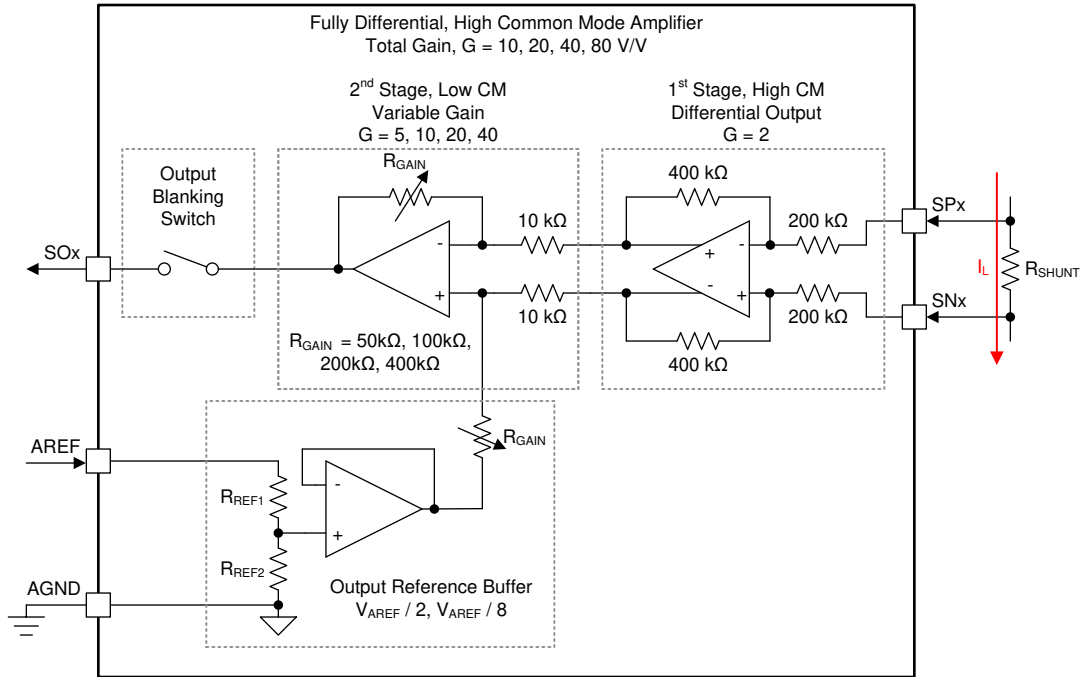 Fully Differential, High Common Mode Amplifier
Total Gain, G = 10, 20, 40, 80 V/V
2nd Stage, Low CM
Variable Gain
G = 5, 10, 20, 40
1st Stage, High CM
Differential Output
G = 2
Output
Blanking
Switch
RGAIN
400 kΩ
10 kΩ
200 kΩ
SPx
SOx
-
+
-
+
IL
RSHUNT
+
-
+
SNx
10 kΩ
200 kΩ
RGAIN = 50kΩ, 100kΩ,
200kΩ, 400kΩ
400 kΩ
AREF
RGAIN
RREF1
-
+
RREF2
AGND
Output Reference Buffer
VAREF / 2, VAREF / 8